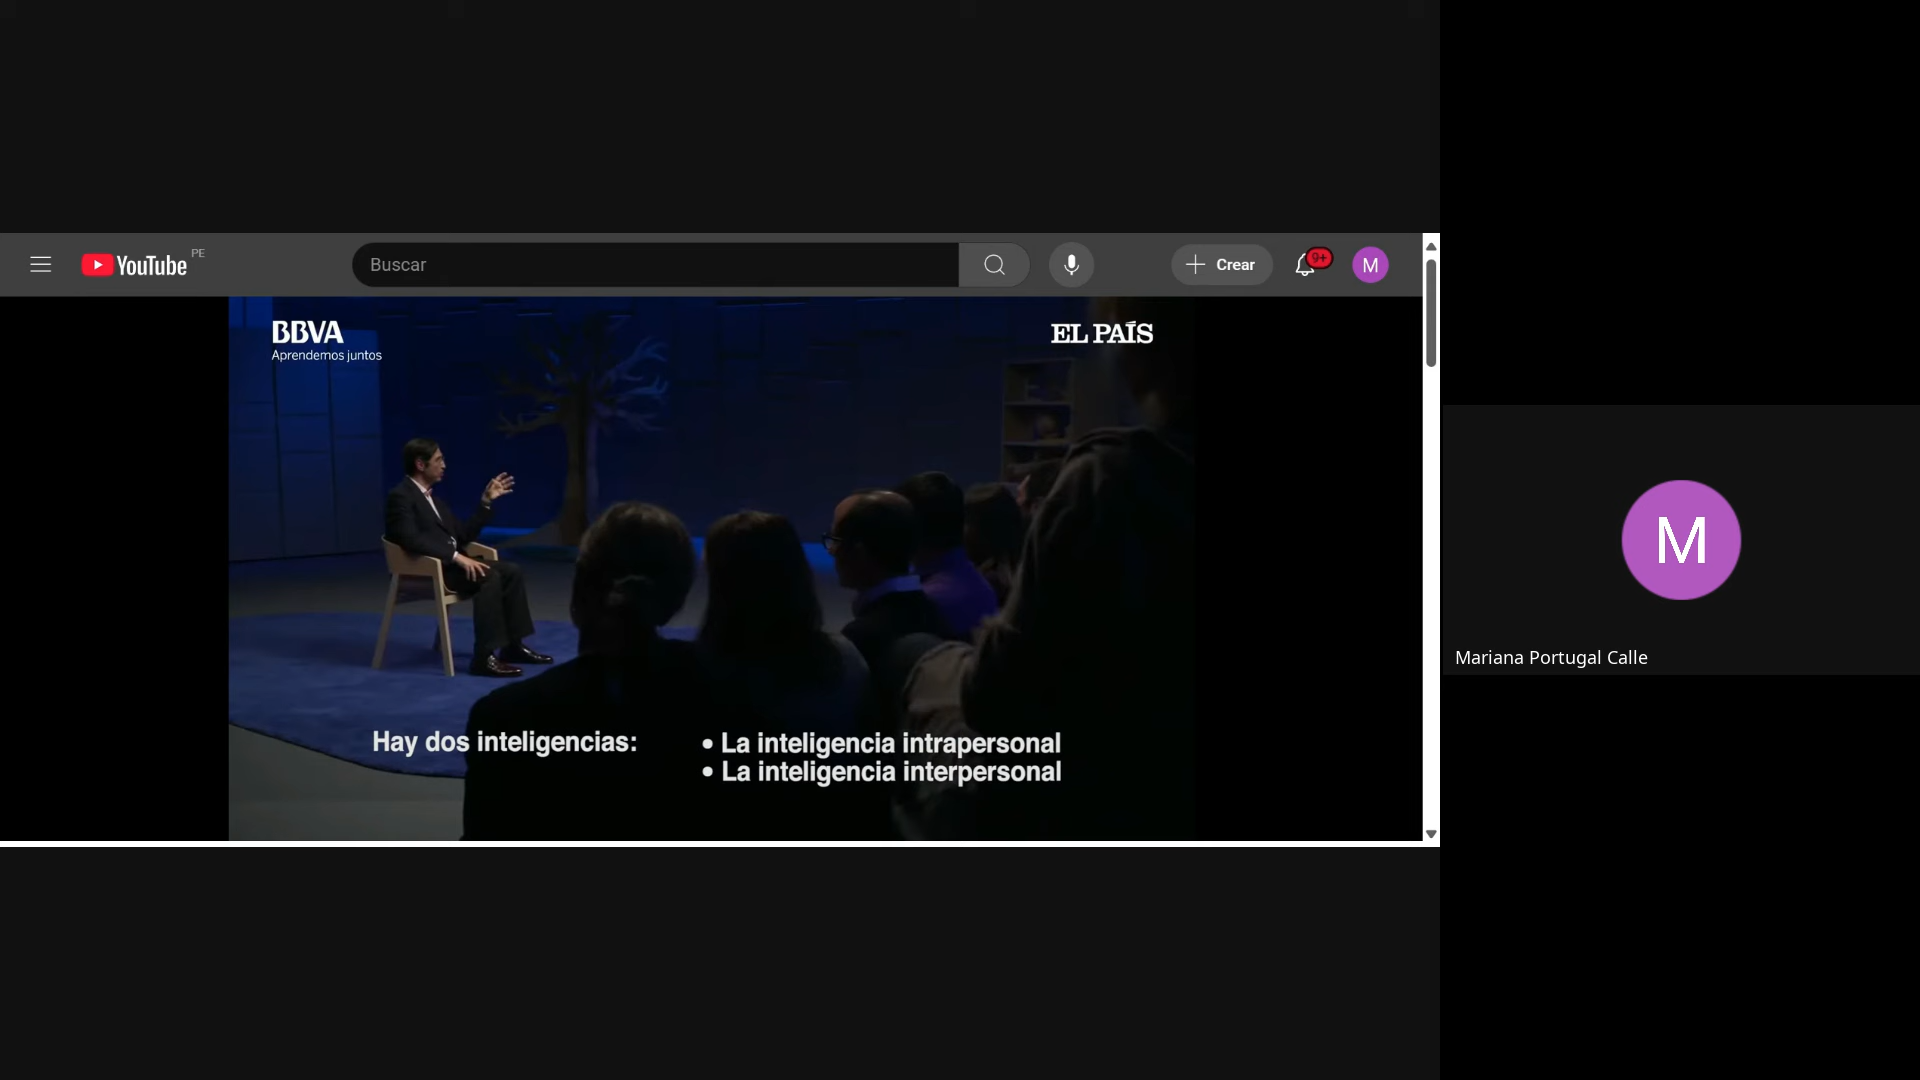 YouTube PE
Buscar
Crear
9+
M
BBVA
Aprendemos juntos
EL PAÍS
Hay dos inteligencias:
• La inteligencia intrapersonal
• La inteligencia interpersonal
M
Mariana Portugal Calle